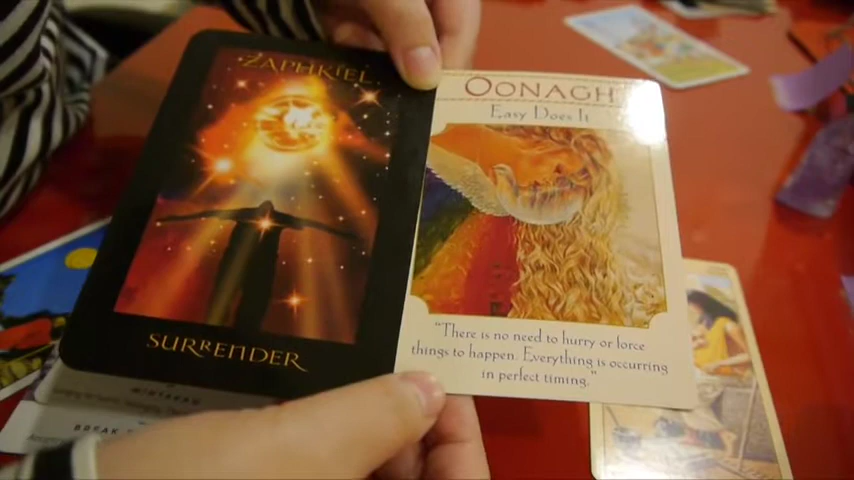 ZAPHKIEL
SURRENDER
OONAGH
Easy Does It
"There is no need to hurry or force
things to happen. Everything is occurring
in perfect timing."
BREAK